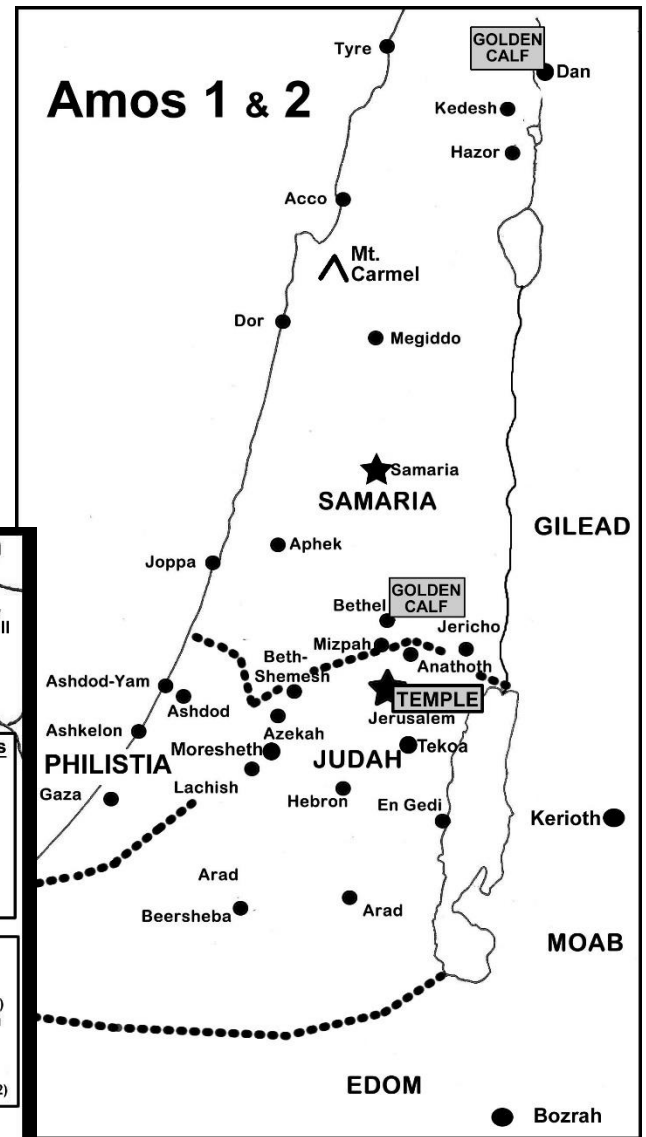 Amos 1 & 2
Tyre
GOLDEN
CALF
Dan
Kedesh
Hazor
Acco
Mt.
Carmel
Dor
Megiddo
Samaria
SAMARIA
GILEAD
Aphek
Joppa
GOLDEN
CALF
Bethel
Jericho
Mizpah
Anathoth
Beth-
Shemesh
Ashdod-Yam
Ashdod
TEMPLE
Jerusalem
Ashkelon
Azekah
Moresheth
Tekoa
PHILISTIA
JUDAH
Lachish
Gaza
Hebron
En Gedi
Kerioth
Arad
Beersheba
Arad
MOAB
EDOM
Bozrah